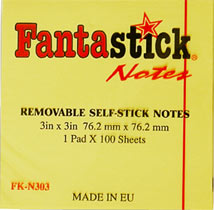 Fantastick®
Notes
REMOVABLE SELF-STICK NOTES
3in x 3in 76.2 mm x 76.2 mm
1 Pad X 100 Sheets
FK-N303
MADE IN EU